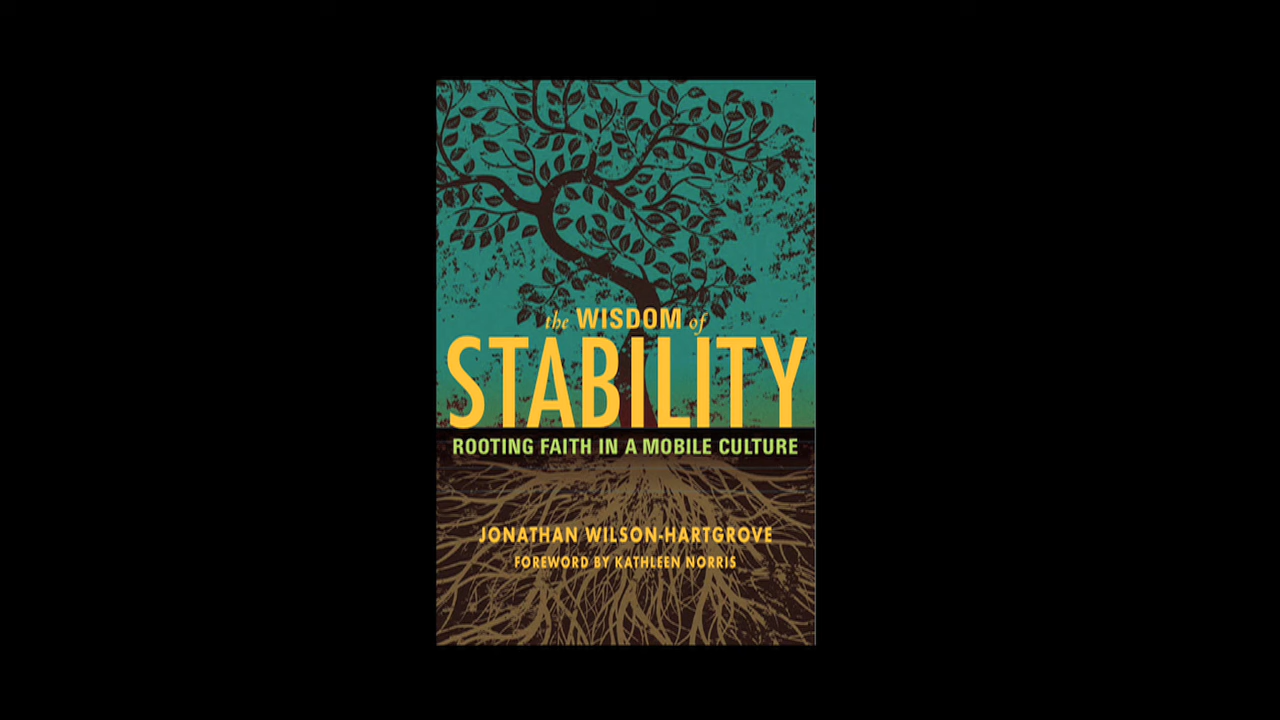 the WISDOM of
STABILITY
ROOTING FAITH IN A MOBILE CULTURE
JONATHAN WILSON-HARTGROVE
FOREWORD BY KATHLEEN NORRIS